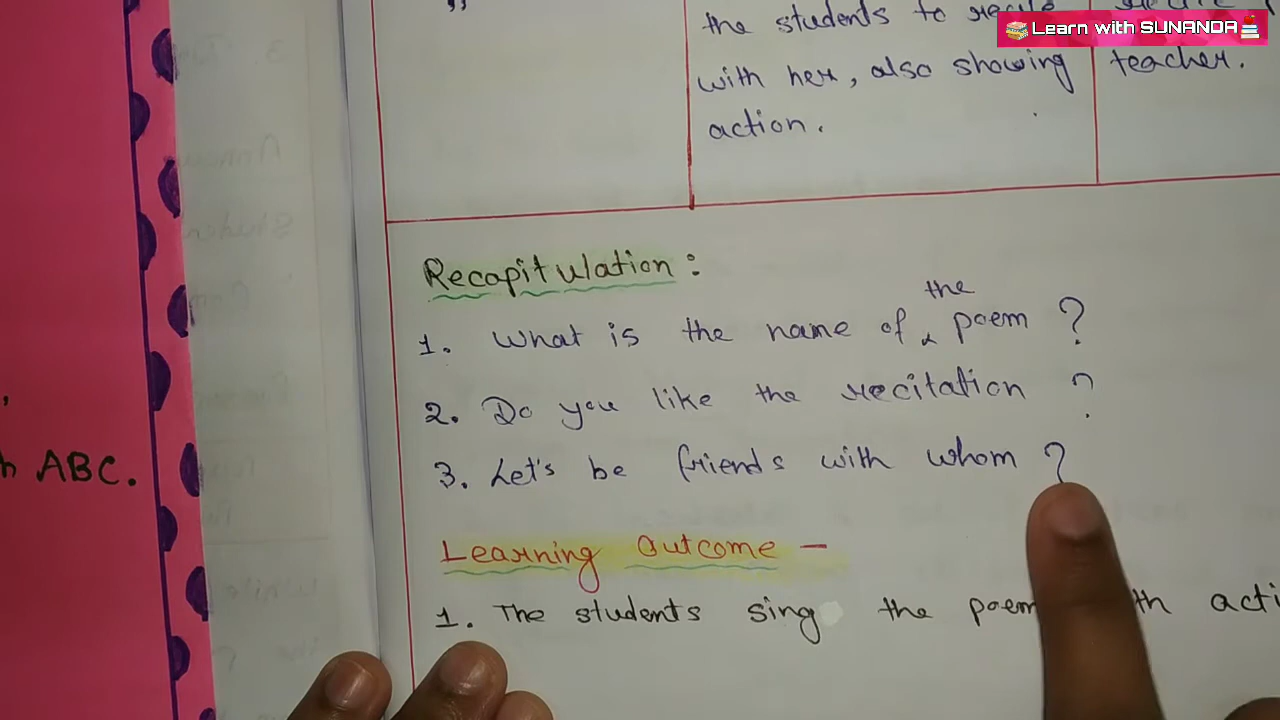 "
the students to recite
Learn with SUNANDA
with her, also showing
teacher.
action.
Recapitulation :
1. What is the name of the poem ?
2. Do you like the recitation ?
3. Let's be friends with whom ?
ABC.
Learning Outcome -
1. The students sing the poem